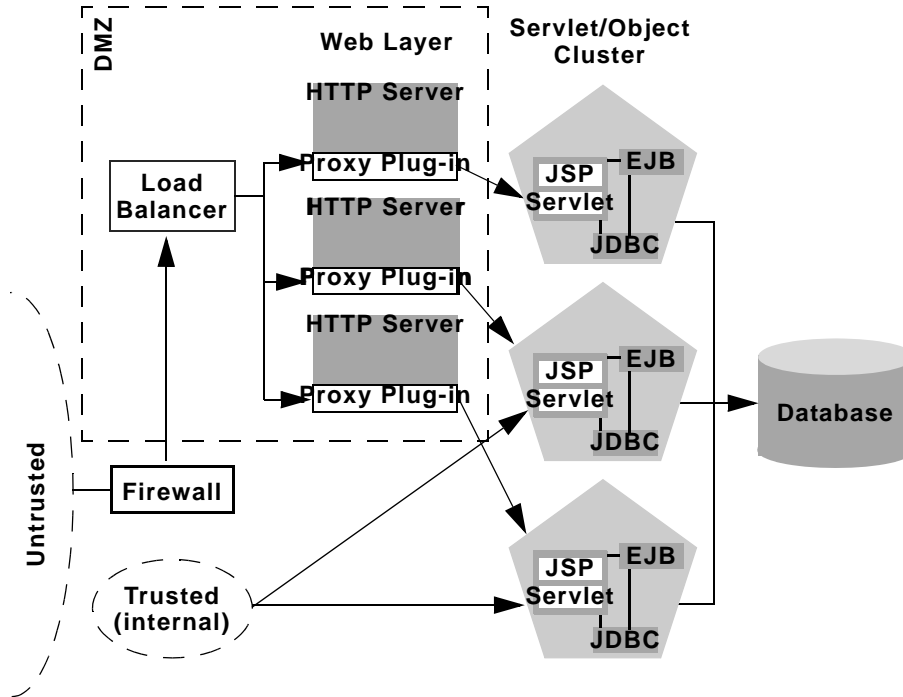 DMZ
Web Layer
Servlet/Object
Cluster
HTTP Server
Proxy Plug-in
Load
Balancer
HTTP Server
Proxy Plug-in
HTTP Server
Proxy Plug-in
JSP
Servlet
EJB
JDBC
JSP
Servlet
EJB
JDBC
JSP
Servlet
EJB
JDBC
Database
Untrusted
Firewall
Trusted
(internal)